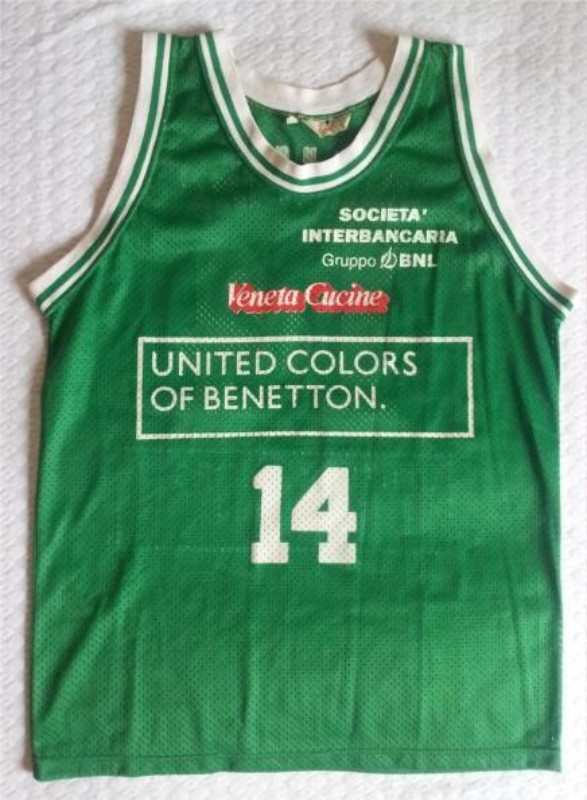 SOCIETA'
INTERBANCARIA
Gruppo BNL
Veneta Cucine
UNITED COLORS
OF BENETTON.
14